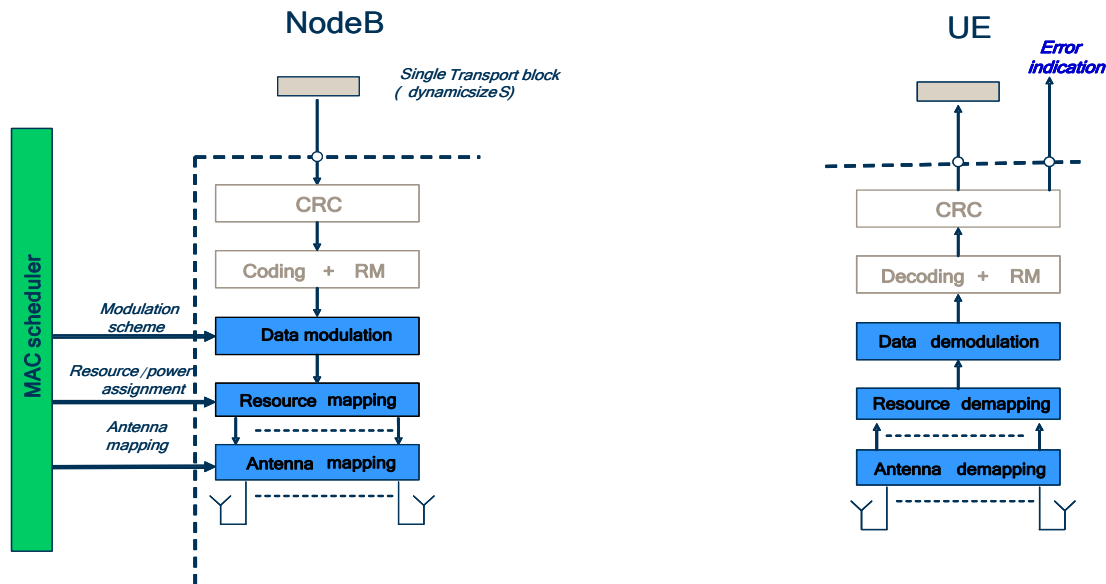 NodeB
UE
Error
indication
Single Transport block
( dynamicsize S)
CRC
CRC
Coding + RM
Decoding + RM
MAC scheduler
Modulation
scheme
Data modulation
Data demodulation
Resource/power
assignment
Resource mapping
Resource demapping
Antenna
mapping
Antenna mapping
Antenna demapping